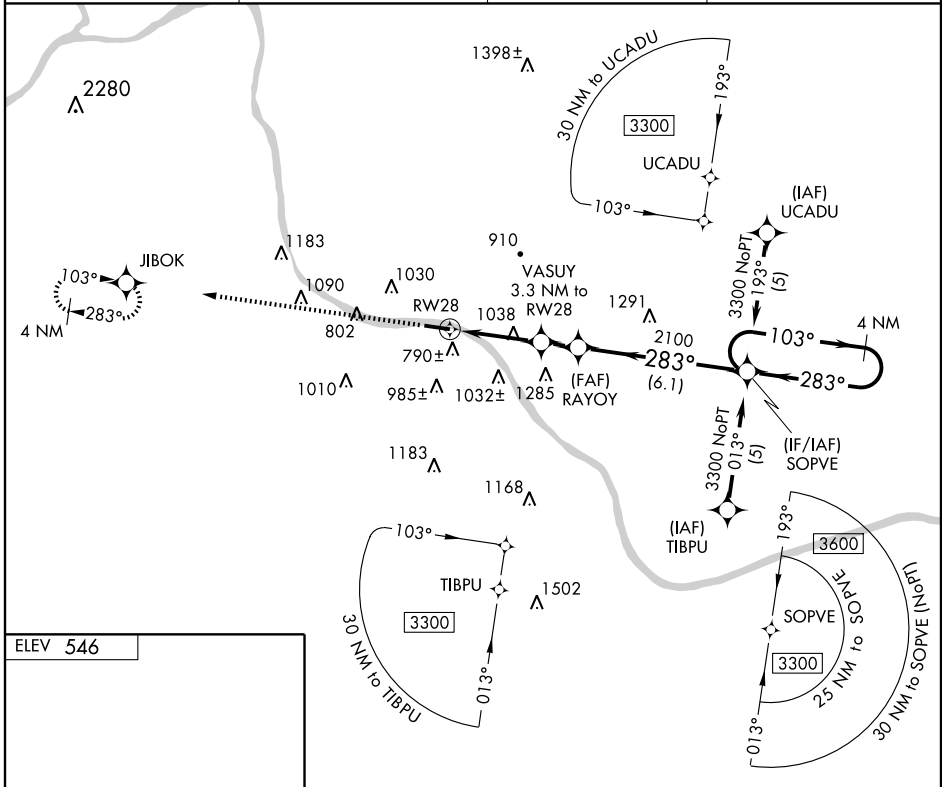 1398±
2280
30 NM to UCADU
193°
3300
UCADU
103°
(IAF)
UCADU
3300 NoPT
193°
(5)
910
1183
103°
JIBOK
283°
4 NM
1090
1030
802
RW28
VASUY
3.3 NM to
RW28
1038
1291
2100
283°
(6.1)
103°
4 NM
283°
790±
1010
985±
1032±
1285
(FAF)
RAYOY
(IF/IAF)
SOPVE
3300 NoPT
013°
(5)
(IAF)
TIBPU
1183
1168
103°
TIBPU
1502
3300
30 NM to TIBPU
013°
193°
3600
SOPVE
3300
25 NM to SOPVE
30 NM to SOPVE (NoPT)
013°
ELEV 546